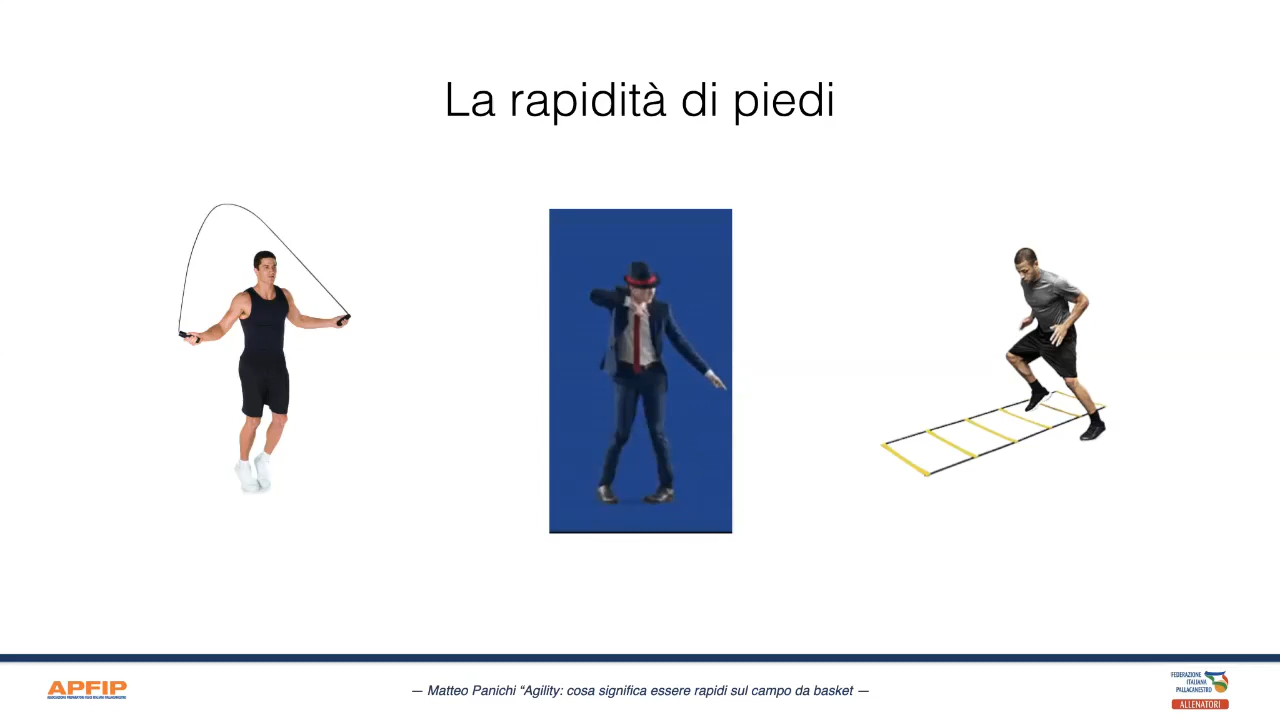 La rapidità di piedi
APFIP
— Matteo Panichi “Agility: cosa significa essere rapidi sul campo da basket —
FEDERAZIONE
ITALIANA
PALLACANESTRO
ALLENATORI